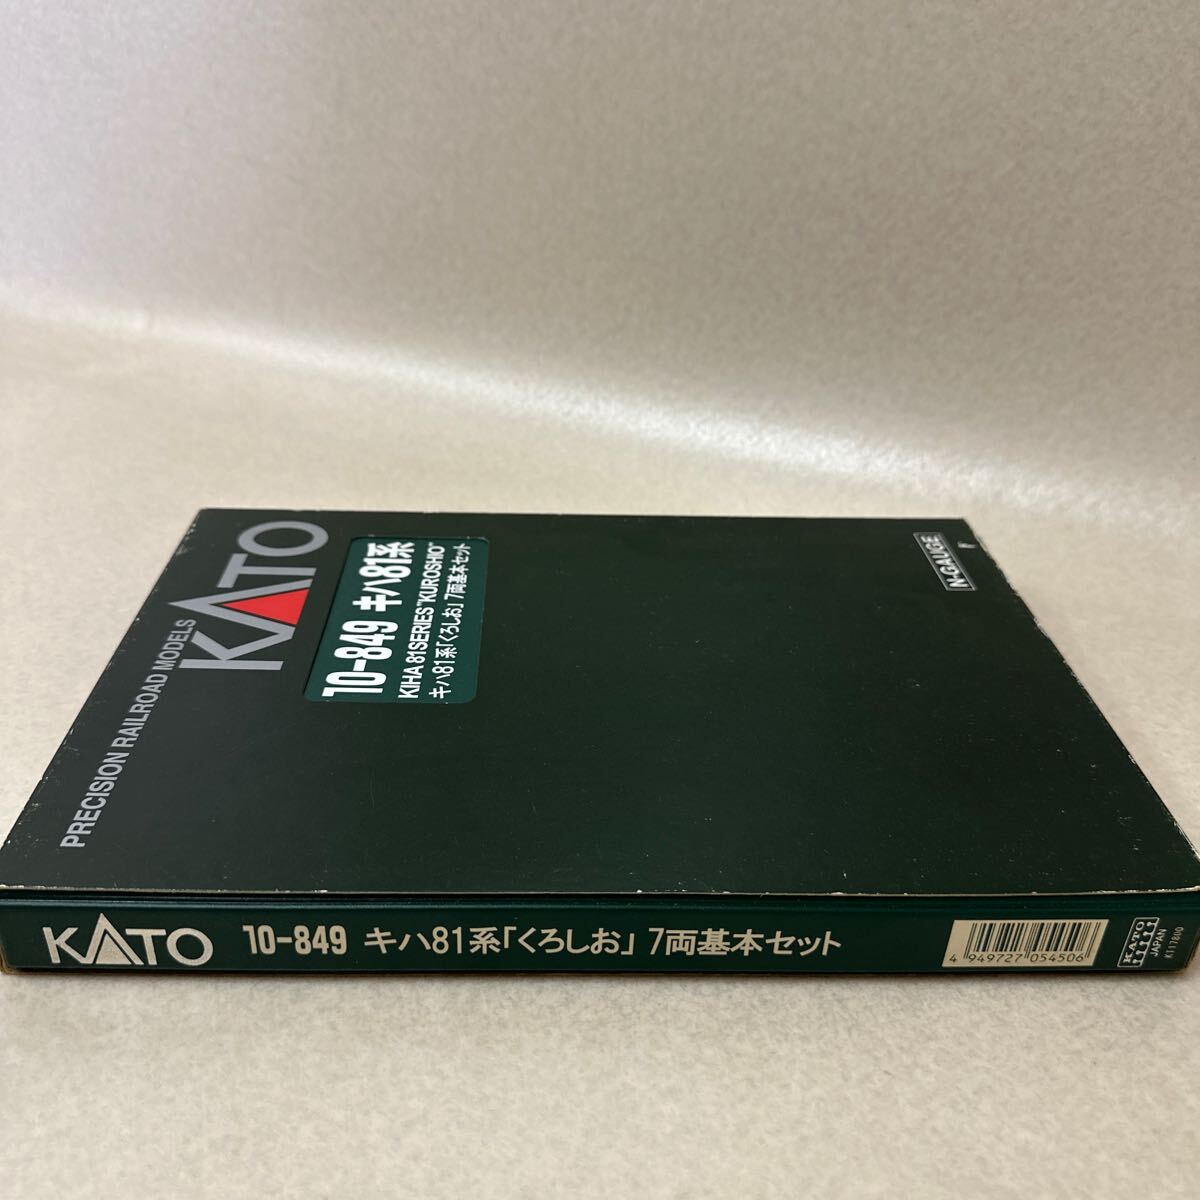 PRECISION RAILROAD MODELS
KATO
10-849 キハ81系
KIHA 81SERIES"KUROSHIO"
キハ81系「くろしお」7両基本セット
N-GAUGE
KATO
10-849 キハ81系「くろしお」7両基本セット
4 949727 054506
KATO
JAPAN
K117800